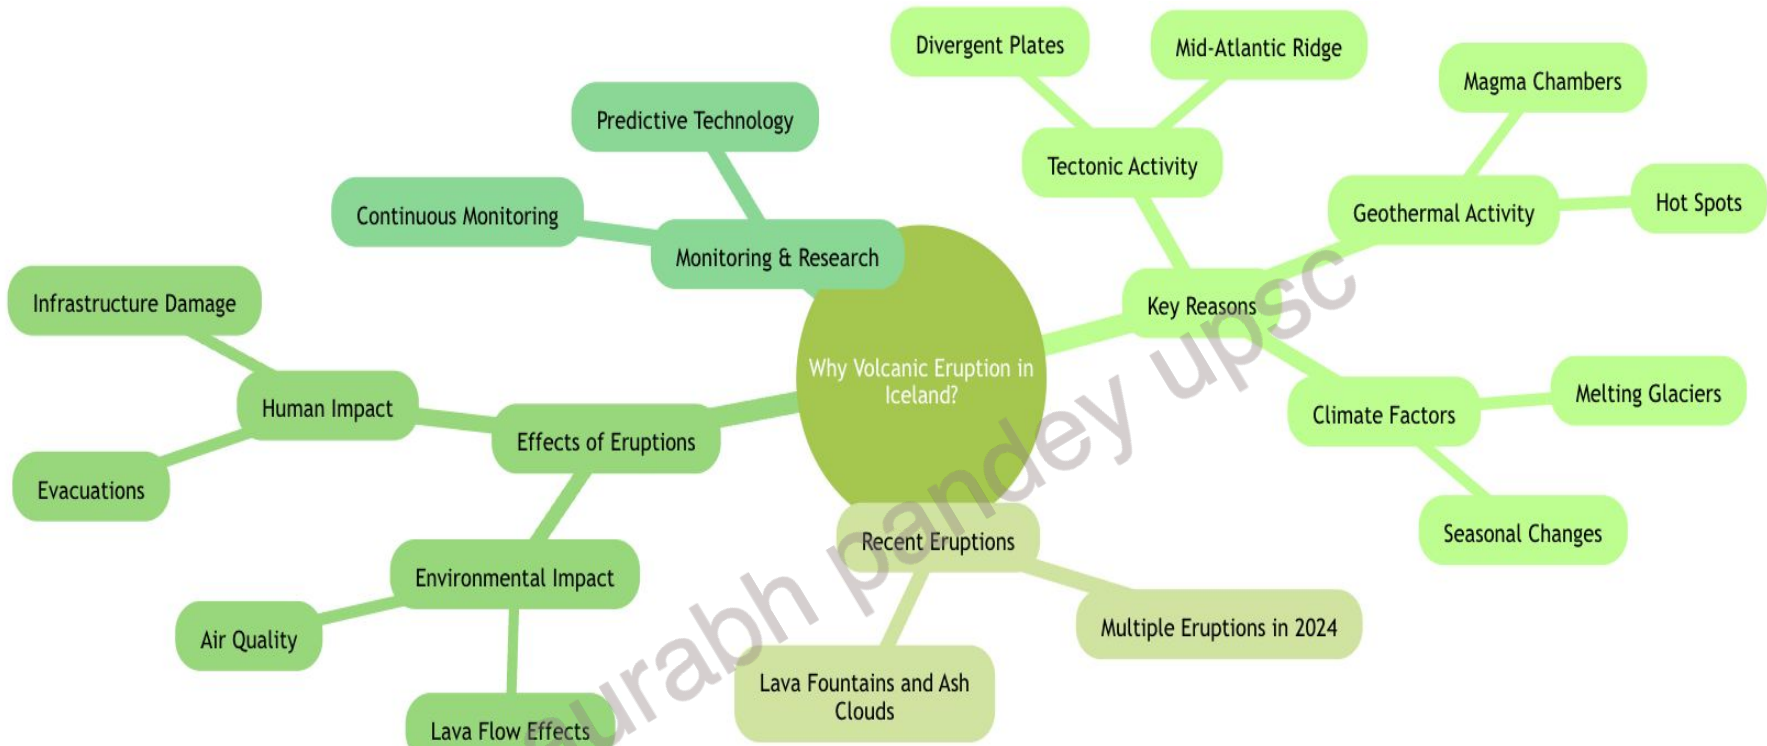 Divergent Plates
Mid-Atlantic Ridge
Magma Chambers
Predictive Technology
Tectonic Activity
Hot Spots
Continuous Monitoring
Geothermal Activity
Monitoring & Research
Infrastructure Damage
Key Reasons
Why Volcanic Eruption in
Iceland?
Melting Glaciers
Human Impact
Climate Factors
Effects of Eruptions
Evacuations
Seasonal Changes
Recent Eruptions
Environmental Impact
Multiple Eruptions in 2024
Air Quality
Lava Fountains and Ash
Clouds
Lava Flow Effects
aurabh pandey upsc